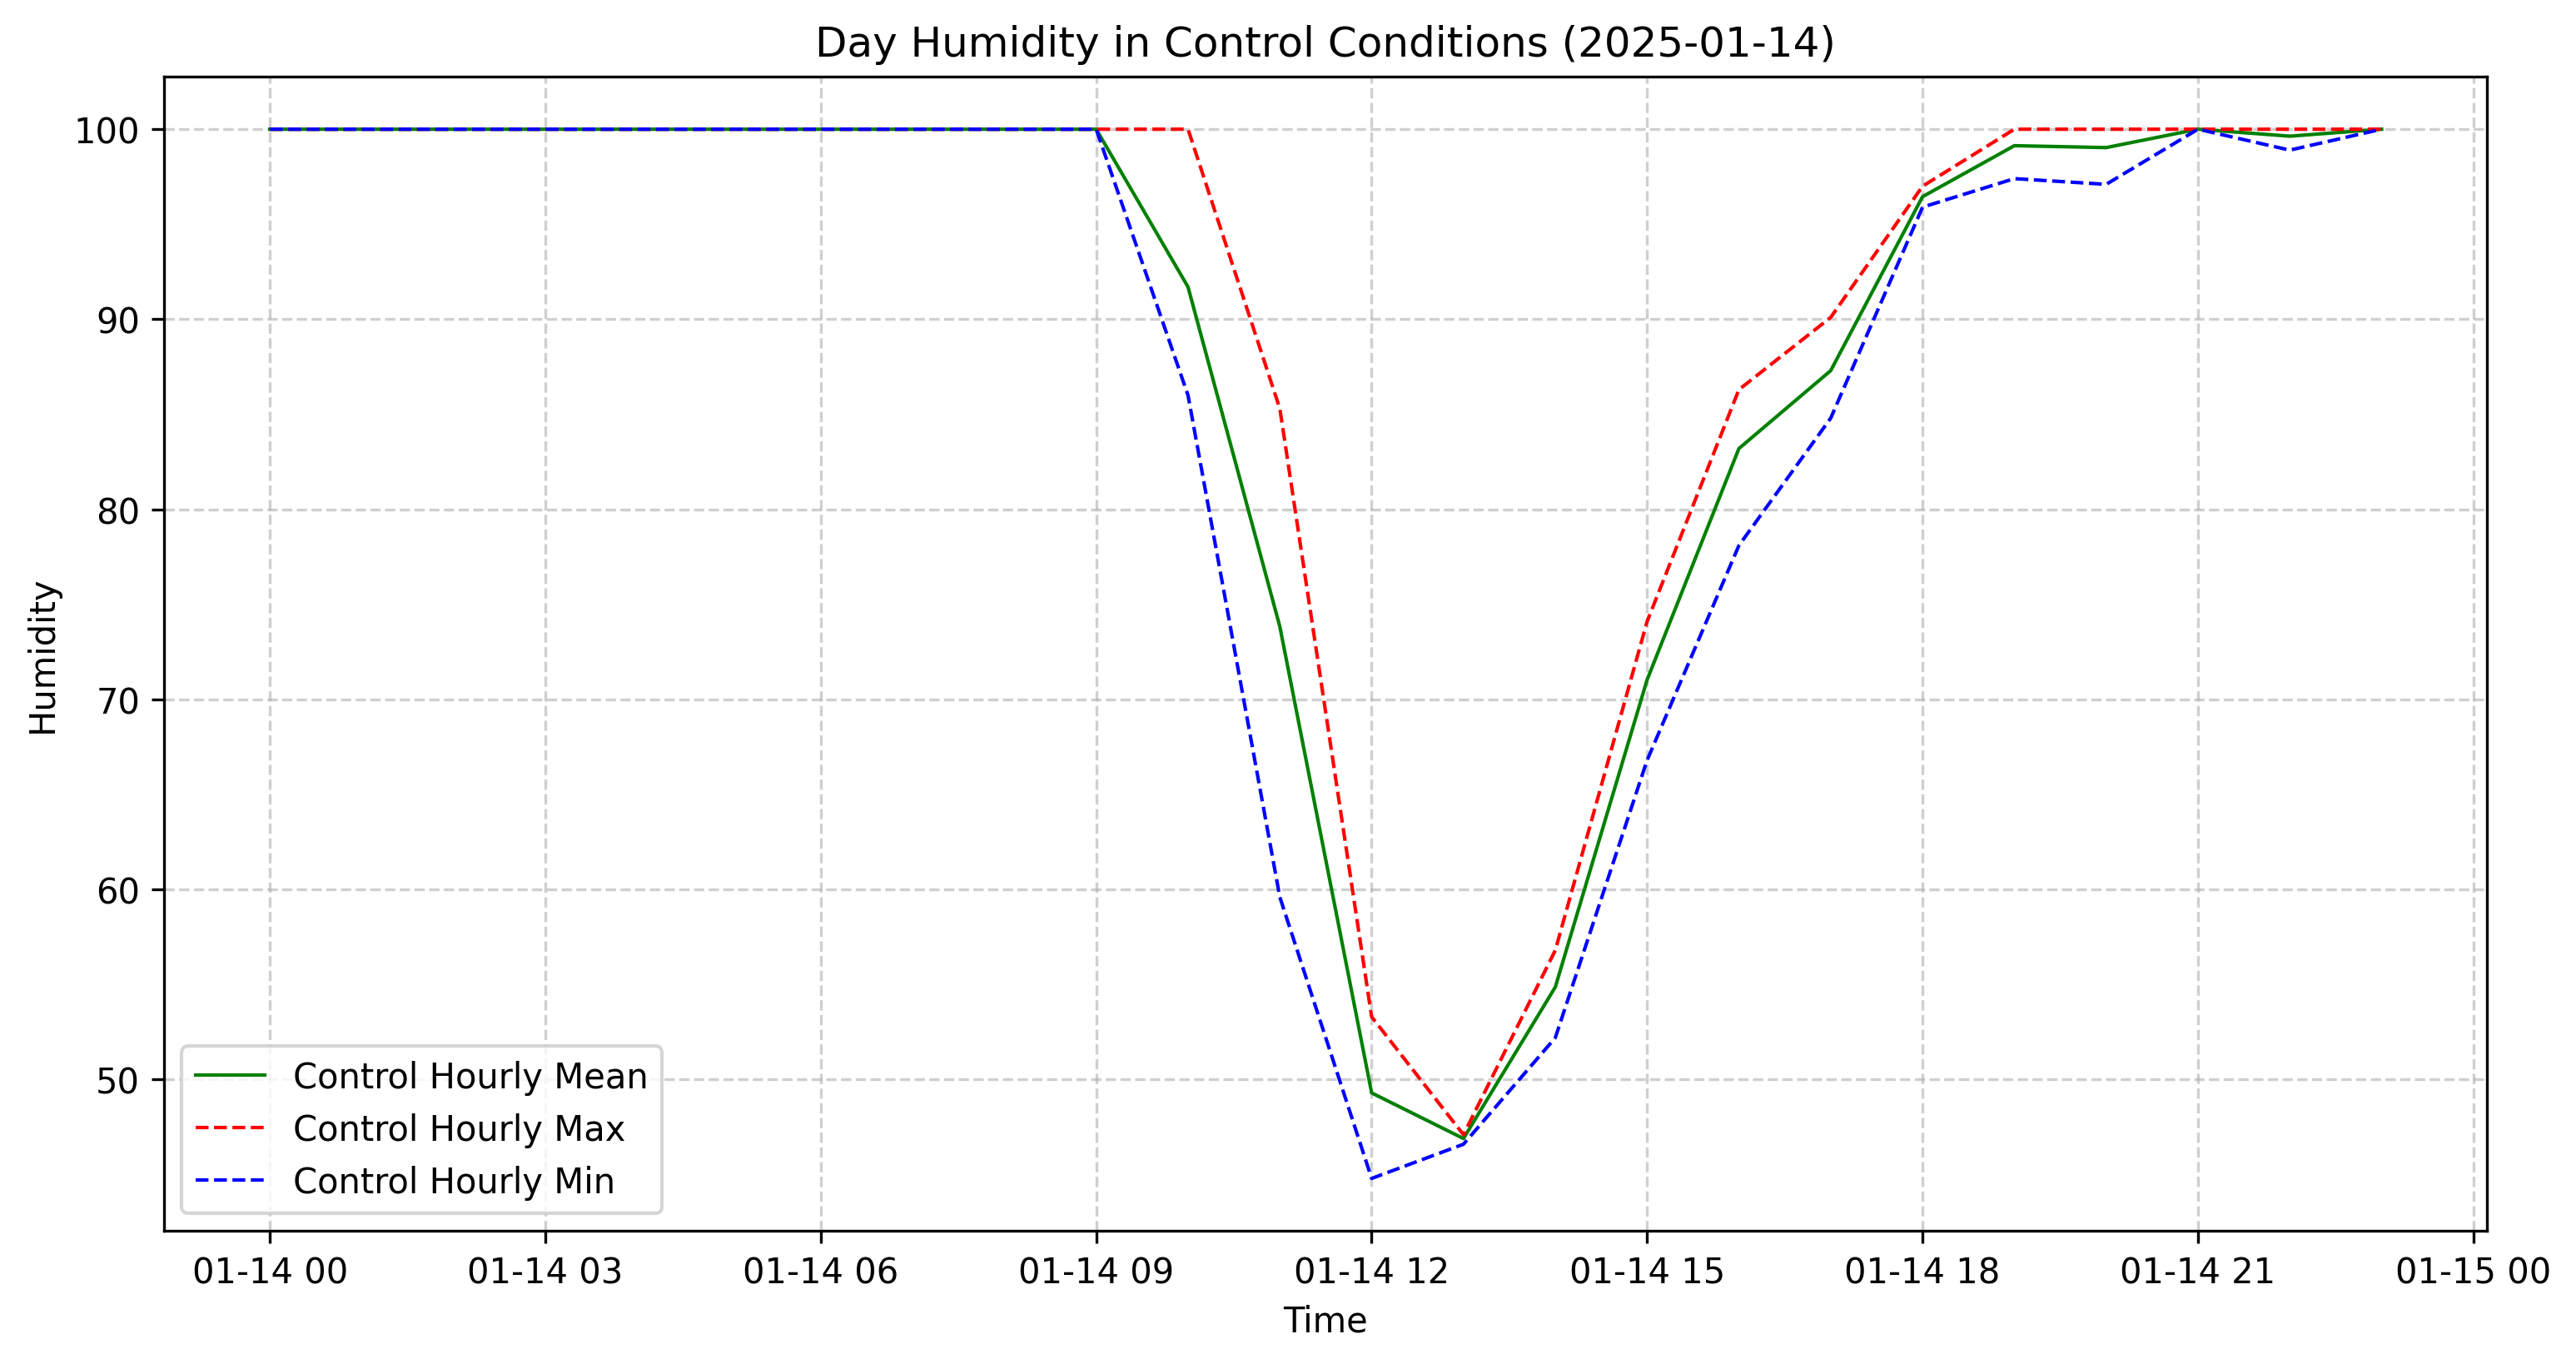 Day Humidity in Control Conditions (2025-01-14)
100
90
80
70
60
50
Humidity
Control Hourly Mean
Control Hourly Max
Control Hourly Min
01-14 00 01-14 03 01-14 06 01-14 09 01-14 12 01-14 15 01-14 18 01-14 21 01-15 00
Time